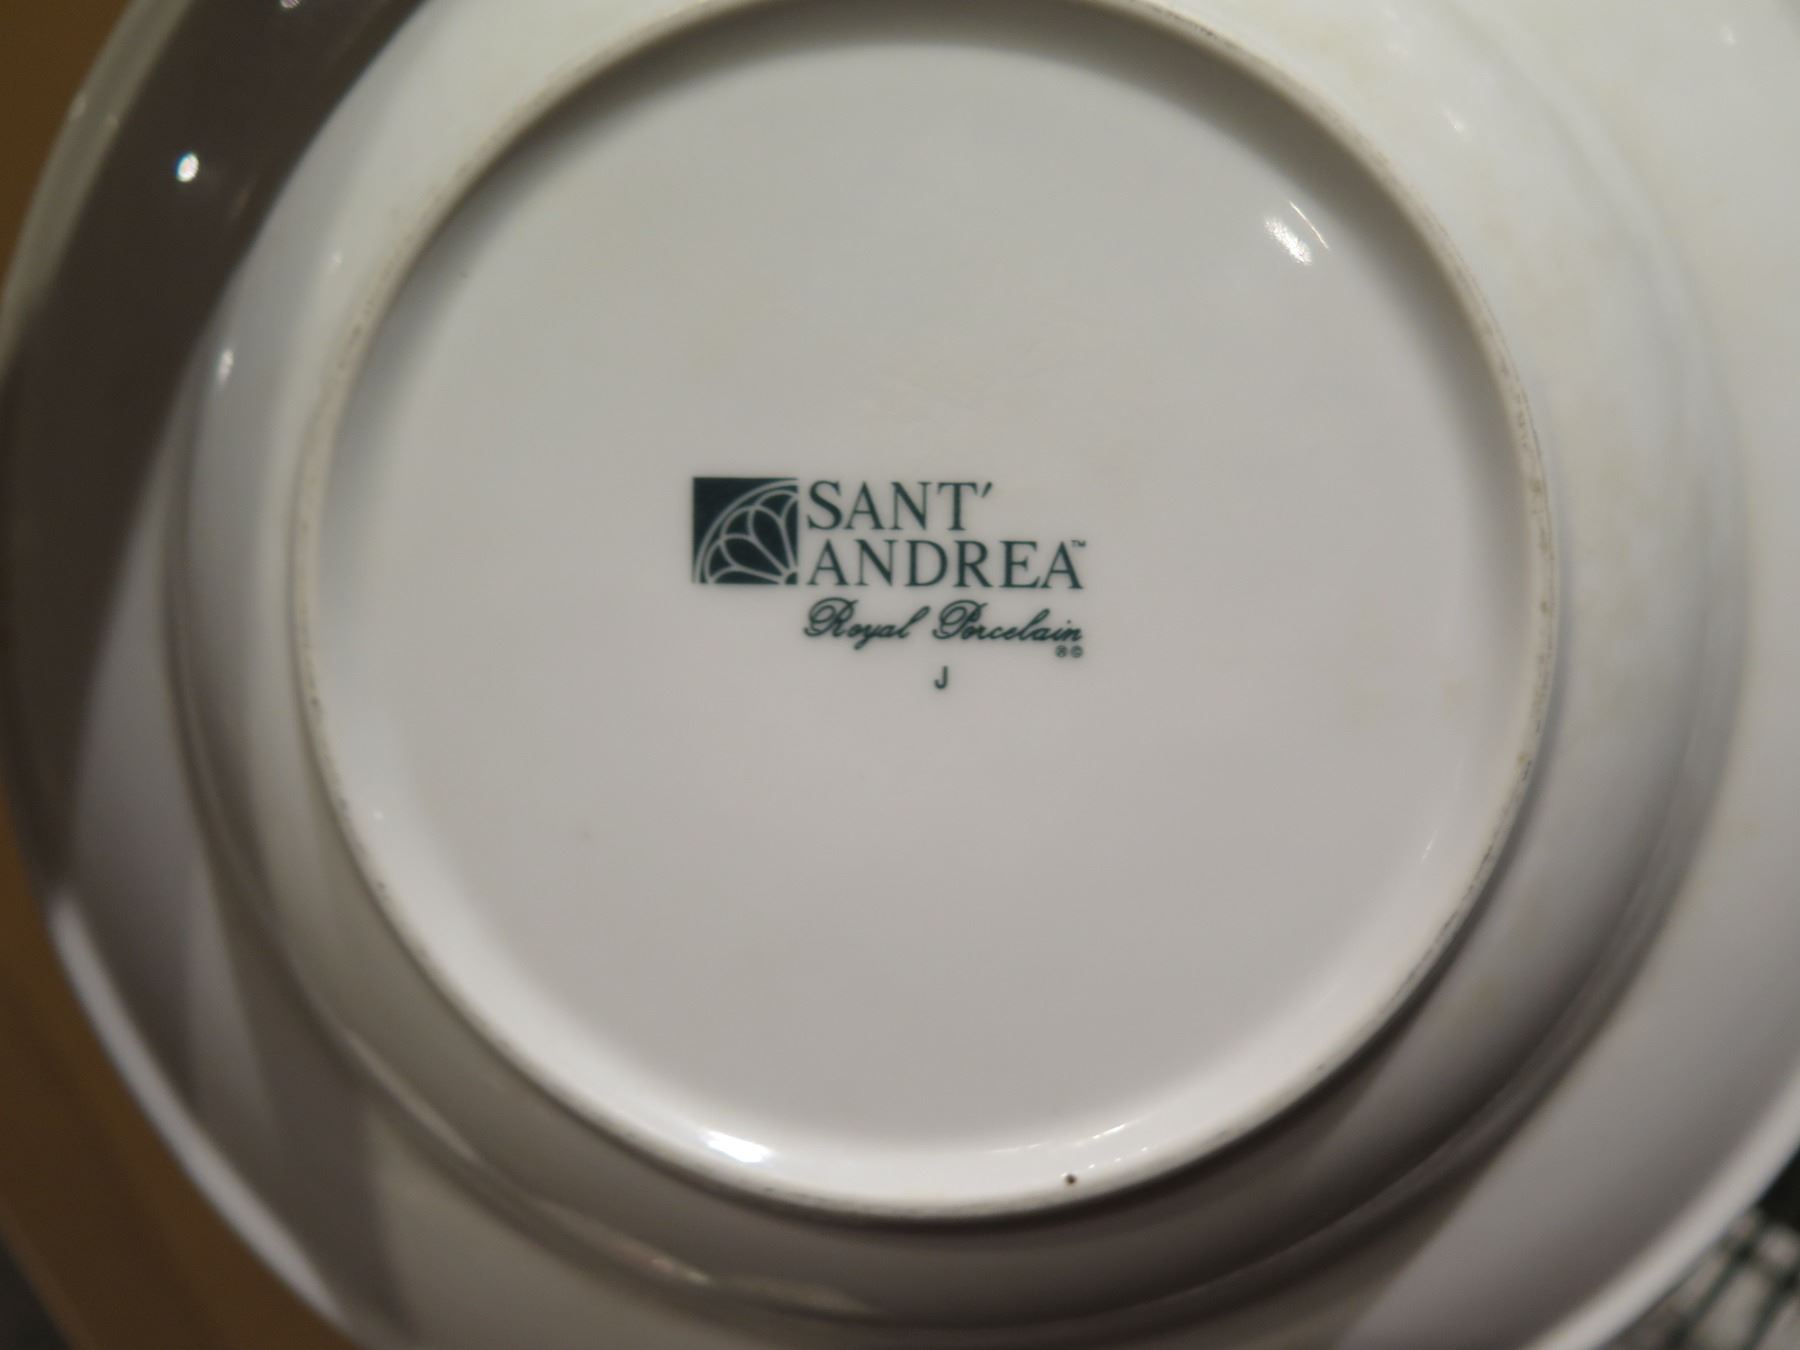 SANT'
ANDREA™
Royal Porcelain
®©
J